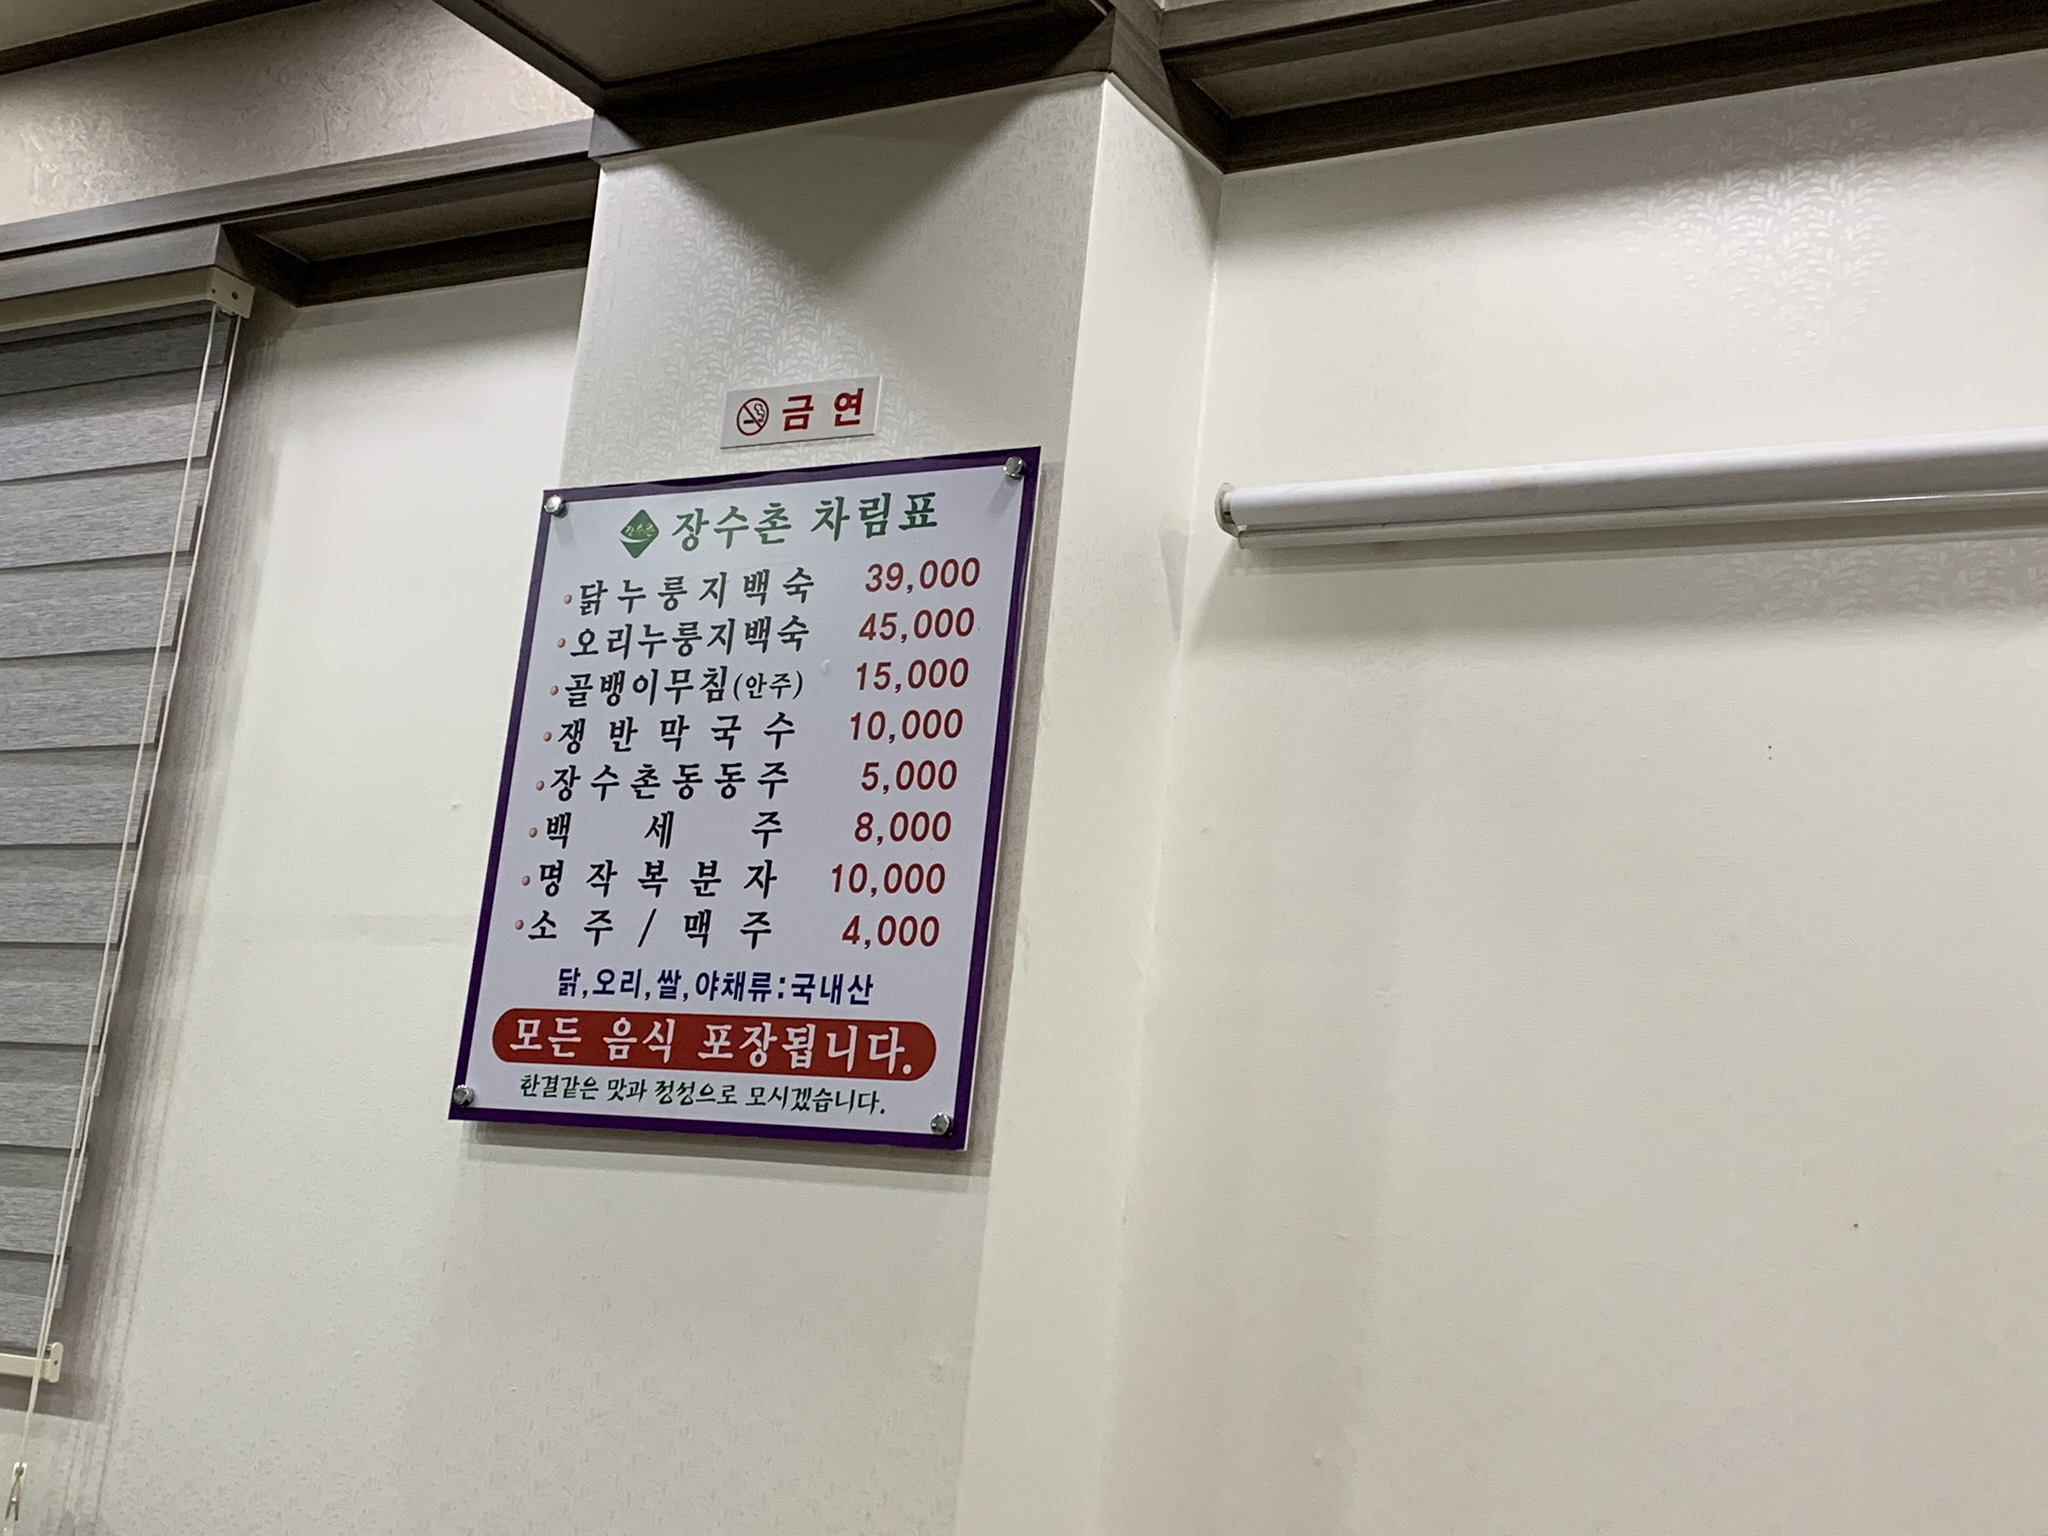 금연
장수촌 장수촌 차림표
닭누룽지백숙 39,000
오리누룽지백숙 45,000
골뱅이무침(안주) 15,000
쟁반막국수 10,000
장수촌동동주 5,000
백세주 8,000
명작복분자 10,000
소주/맥주 4,000
닭,오리,쌀,야채류:국내산
모든 음식 포장됩니다.
한결같은 맛과 정성으로 모시겠습니다.